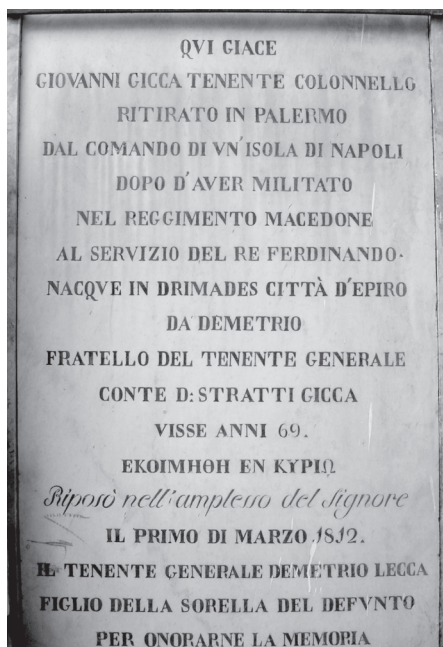 QVI GIACE
GIOVANNI GICCA TENENTE COLONNELLO
RITIRATO IN PALERMO
DAL COMANDO DI VN'ISOLA DI NAPOLI
DOPO D'AVER MILITATO
NEL REGGIMENTO MACEDONE
AL SERVIZIO DEL RE FERDINANDO·
NACQVE IN DRIMADES CITTÀ D'EPIRO
DA DEMETRIO
FRATELLO DEL TENENTE GENERALE
CONTE D: STRATTI GICCA
VISSE ANNI 69.
ΕΚΟΙΜΗΘΗ ΕΝ ΚΥΡΙΩ
Riposò nell'amplesso del Signore
IL PRIMO DI MARZO 1812.
IL TENENTE GENERALE DEMETRIO LECCA
FIGLIO DELLA SORELLA DEL DEFVNTO
PER ONORARNE LA MEMORIA